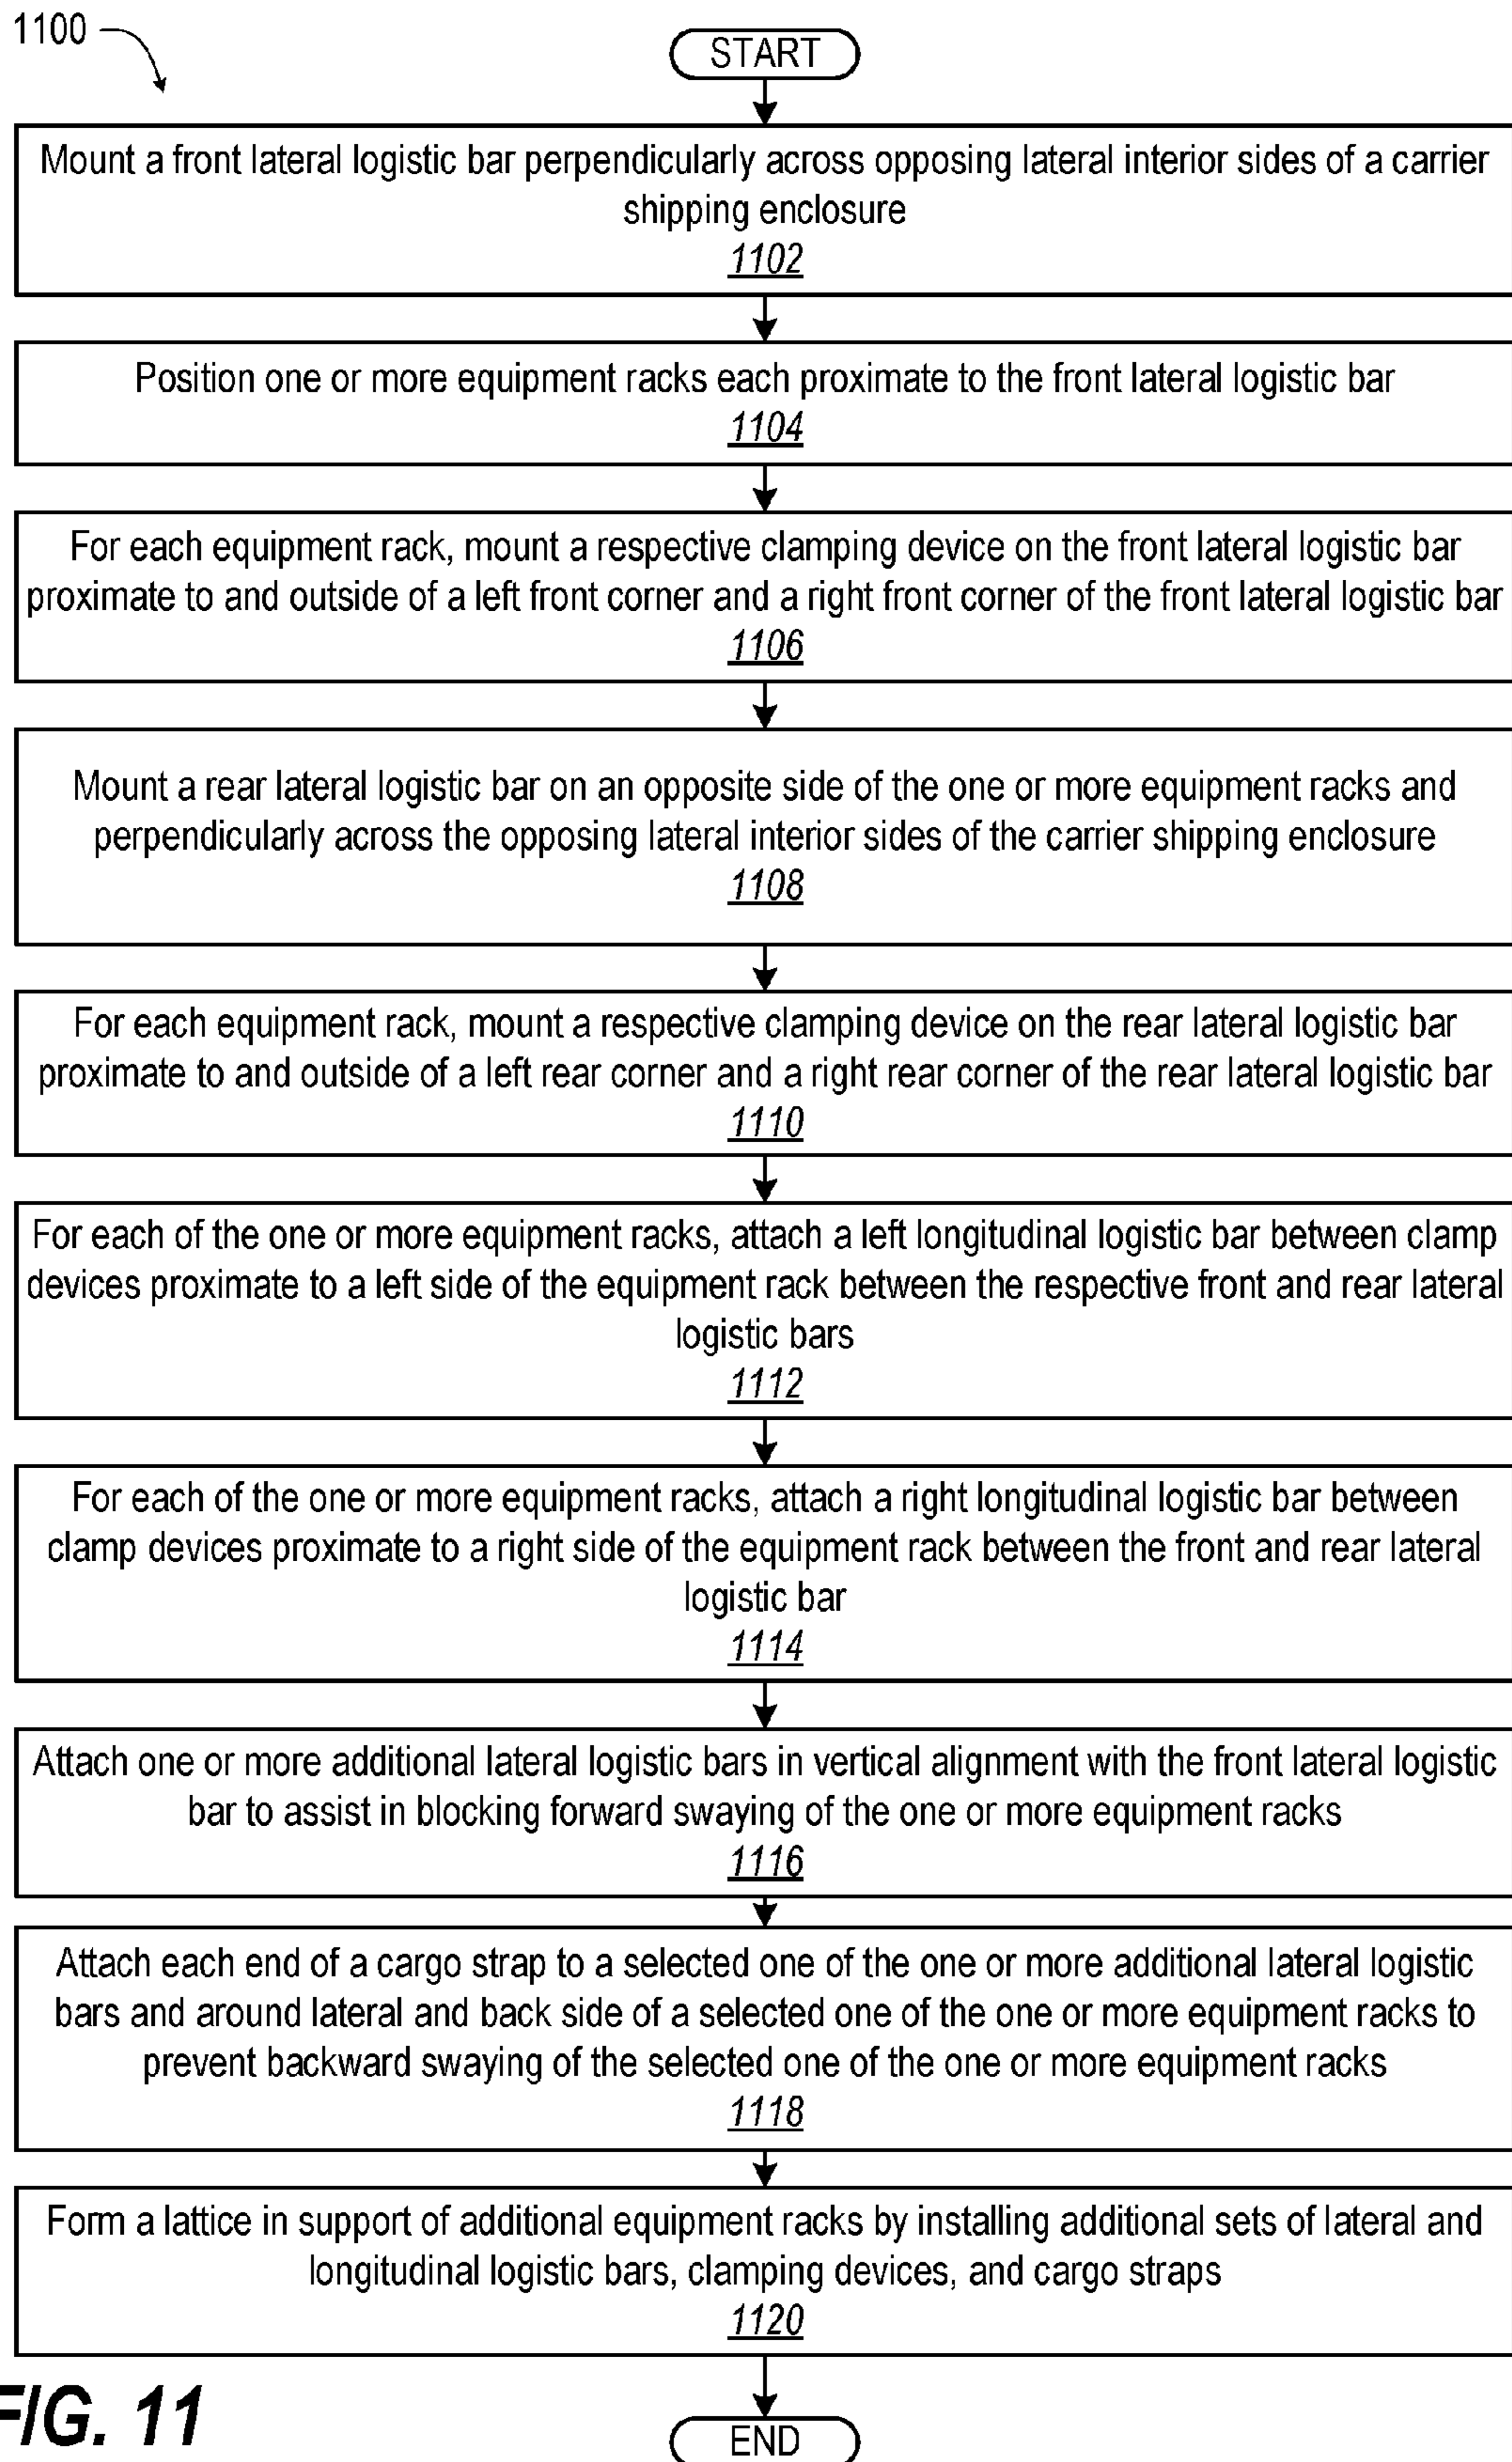 1100
START
Mount a front lateral logistic bar perpendicularly across opposing lateral interior sides of a carrier
shipping enclosure
1102
Position one or more equipment racks each proximate to the front lateral logistic bar
1104
For each equipment rack, mount a respective clamping device on the front lateral logistic bar
proximate to and outside of a left front corner and a right front corner of the front lateral logistic bar
1106
Mount a rear lateral logistic bar on an opposite side of the one or more equipment racks and
perpendicularly across the opposing lateral interior sides of the carrier shipping enclosure
1108
For each equipment rack, mount a respective clamping device on the rear lateral logistic bar
proximate to and outside of a left rear corner and a right rear corner of the rear lateral logistic bar
1110
For each of the one or more equipment racks, attach a left longitudinal logistic bar between clamp
devices proximate to a left side of the equipment rack between the respective front and rear lateral
logistic bars
1112
For each of the one or more equipment racks, attach a right longitudinal logistic bar between
clamp devices proximate to a right side of the equipment rack between the front and rear lateral
logistic bar
1114
Attach one or more additional lateral logistic bars in vertical alignment with the front lateral logistic
bar to assist in blocking forward swaying of the one or more equipment racks
1116
Attach each end of a cargo strap to a selected one of the one or more additional lateral logistic
bars and around lateral and back side of a selected one of the one or more equipment racks to
prevent backward swaying of the selected one of the one or more equipment racks
1118
Form a lattice in support of additional equipment racks by installing additional sets of lateral and
longitudinal logistic bars, clamping devices, and cargo straps
1120
FIG. 11
END